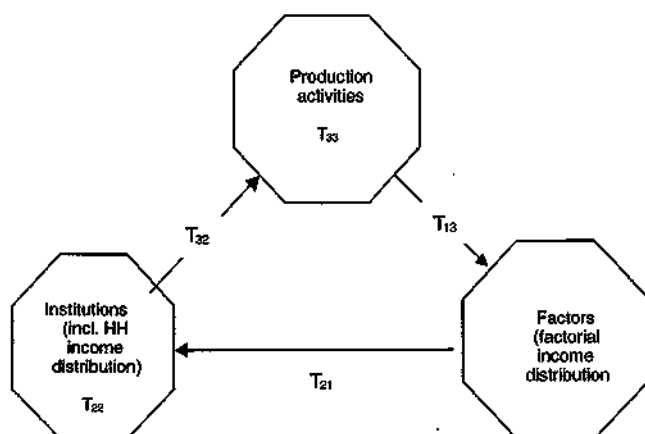 Production
activities
T33
T32
T13
Institutions
(incl. HH
income
distribution)
T22
Factors
(factorial
income
distribution
T21